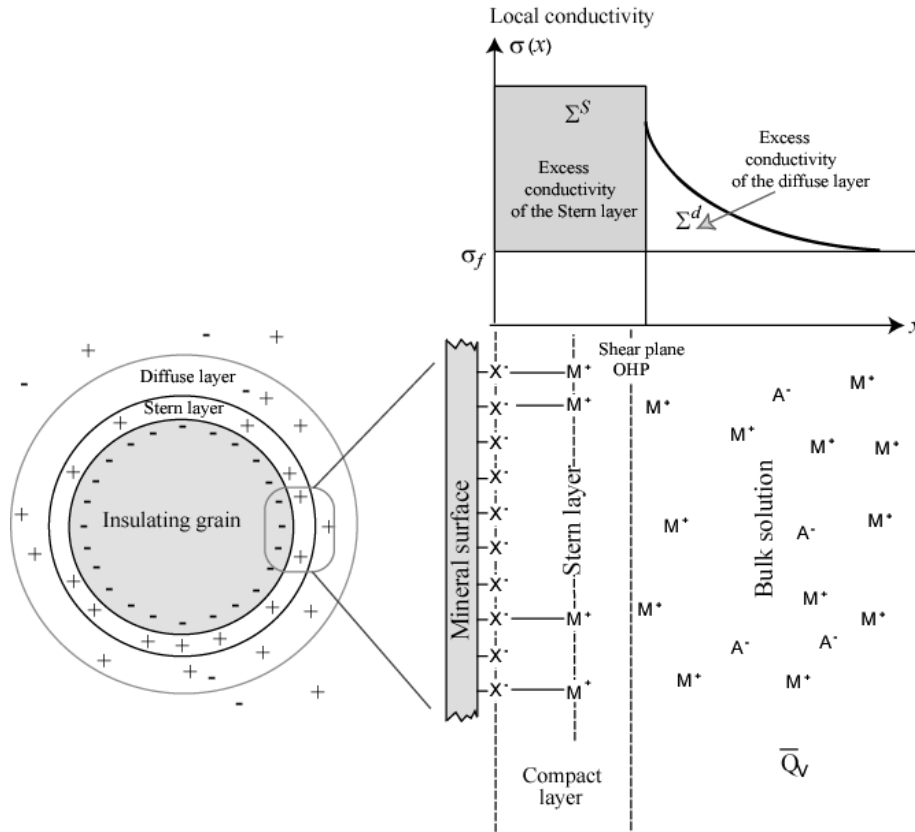 Local conductivity
σ (x)
Σ^S
Excess
conductivity
of the Stern layer
Excess
conductivity
of the diffuse layer
Σ^d
σ_f
x
Shear plane
OHP
Diffuse layer
Stern layer
Insulating grain
Mineral surface
Stern layer
Bulk solution
X⁻ M⁺
X⁻ M⁺
X⁻
X⁻
X⁻
X⁻
X⁻
X⁻ M⁺
X⁻
X⁻ M⁺
M⁺
A⁻
M⁺
M⁺
M⁺
M⁺
M⁺
M⁺
A⁻
M⁺
M⁺
M⁺
M⁺
A⁻
A⁻
M⁺
M⁺
Compact
layer
Q̅_V